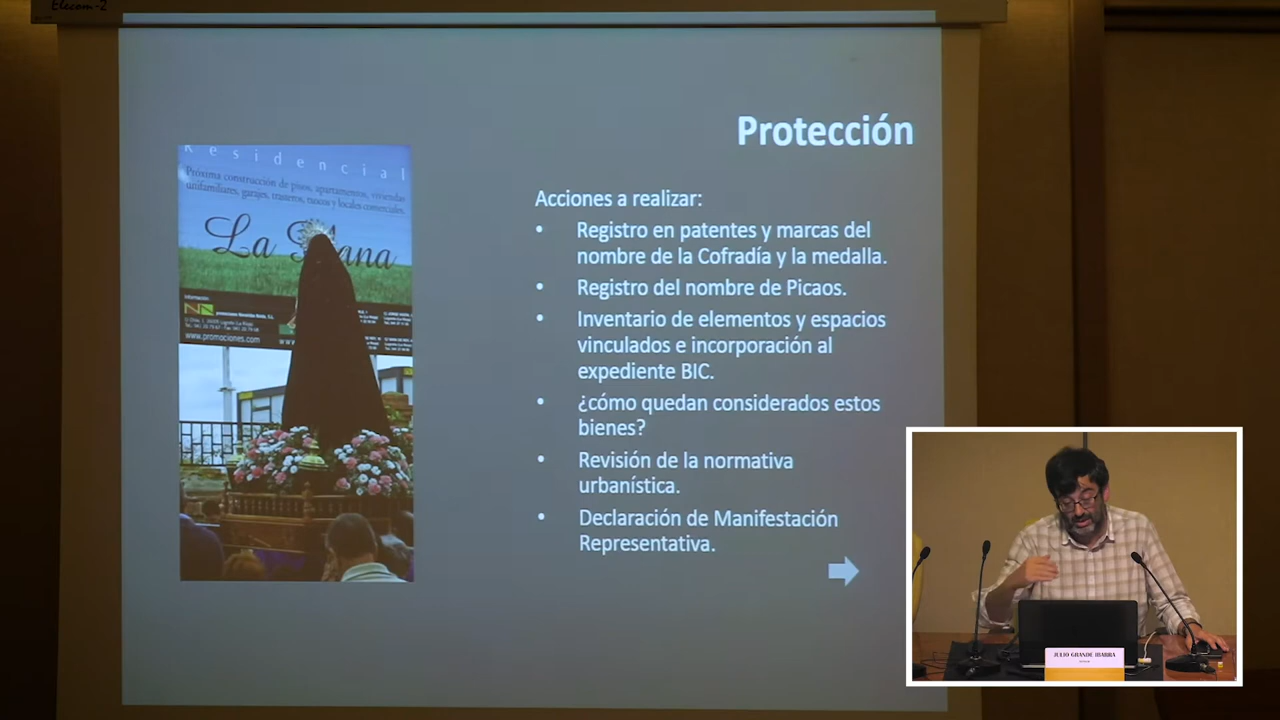 Elecom-2
Protección
Residencial
Próxima construcción de pisos, apartamentos, viviendas
unifamiliares, garajes, trasteros, txocos y locales comerciales.
La
ana
Información:
www.promociones.com
Acciones a realizar:
• Registro en patentes y marcas del
nombre de la Cofradía y la medalla.
• Registro del nombre de Picaos.
• Inventario de elementos y espacios
vinculados e incorporación al
expediente BIC.
• ¿cómo quedan considerados estos
bienes?
• Revisión de la normativa
urbanística.
• Declaración de Manifestación
Representativa.
JULIO GRANDE IBARRA